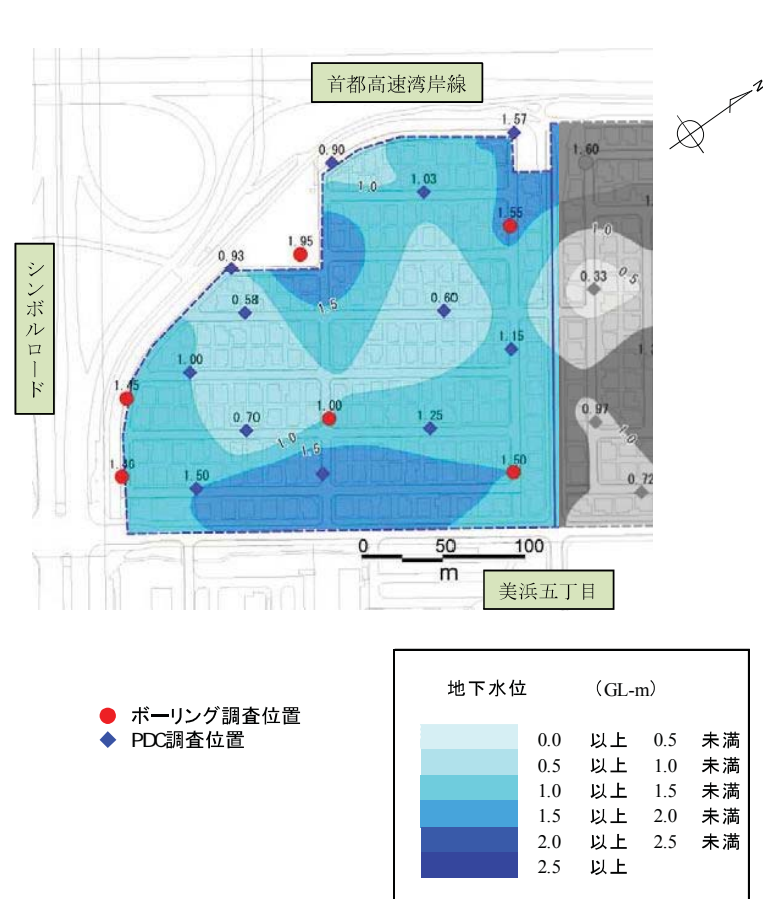 首都高速湾岸線
N
1.57
0.90
1.60
1.03
1.0
1.55
1.0
1.95
0.93
0.33
0.5
シンボルロード
0.58
0.60
1.5
1.15
1.00
1.45
1.00
0.97
0.70
1.25
1.0
1.0
1.5
1.50
1.50
0.72
0 50 100
m
美浜五丁目
地下水位 (GL-m)
ボーリング調査位置
PDC調査位置
0.0 以上 0.5 未満
0.5 以上 1.0 未満
1.0 以上 1.5 未満
1.5 以上 2.0 未満
2.0 以上 2.5 未満
2.5 以上